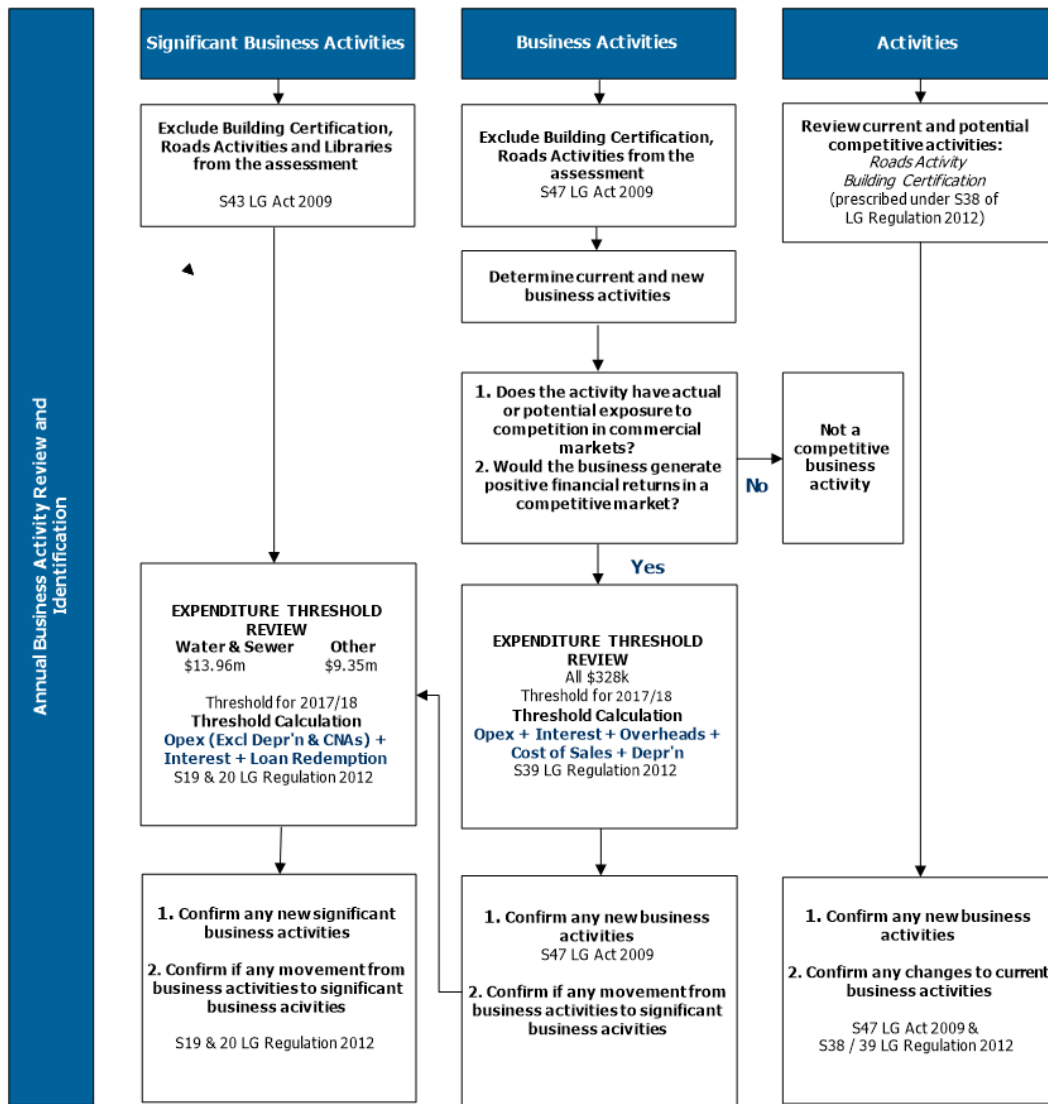 Annual Business Activity Review and
Identification
Significant Business Activities
Exclude Building Certification,
Roads Activities and Libraries
from the assessment
S43 LG Act 2009
EXPENDITURE THRESHOLD
REVIEW
Water & Sewer Other
$13.96m $9.35m
Threshold for 2017/18
Threshold Calculation
Opex (Excl Depr'n & CNAs) +
Interest + Loan Redemption
S19 & 20 LG Regulation 2012
1. Confirm any new significant
business activities
2. Confirm if any movement from
business activities to significant
business acivities
S19 & 20 LG Regulation 2012
Business Activities
Exclude Building Certification,
Roads Activities from the
assessment
S47 LG Act 2009
Determine current and new
business activities
1. Does the activity have actual
or potential exposure to
competition in commercial
markets?
2. Would the business generate
positive financial returns in a
competitive market?
No
Not a
competitive
business
activity
Yes
EXPENDITURE THRESHOLD
REVIEW
All $328k
Threshold for 2017/18
Threshold Calculation
Opex + Interest + Overheads +
Cost of Sales + Depr'n
S39 LG Regulation 2012
1. Confirm any new business
activities
S47 LG Act 2009
2. Confirm if any movement from
business activities to significant
business acivities
Activities
Review current and potential
competitive activities:
Roads Activity
Building Certification
(prescribed under S38 of
LG Regulation 2012)
1. Confirm any new business
activities
2. Confirm any changes to current
business activities
S47 LG Act 2009 &
S38 / 39 LG Regulation 2012